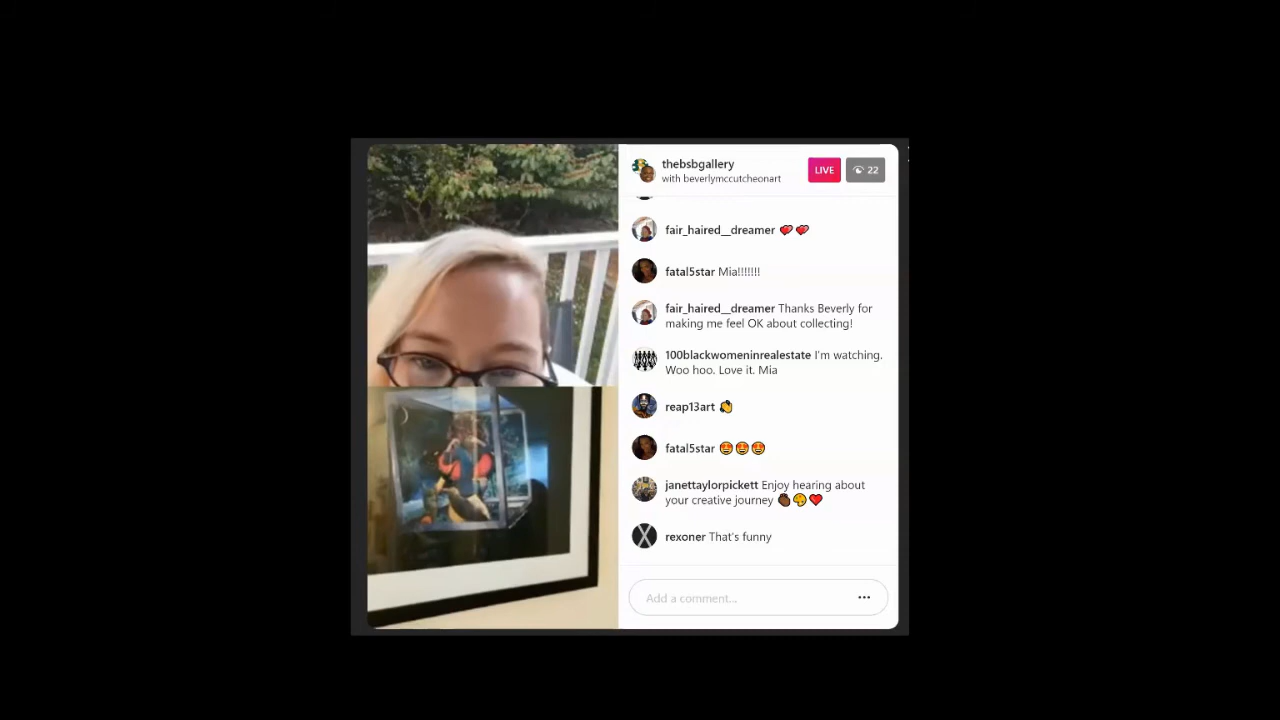 thebsbgallery
with beverlymccutcheonart
LIVE
22
fair_haired__dreamer 💕💕
fatal5star Mia!!!!!!!
fair_haired__dreamer Thanks Beverly for
making me feel OK about collecting!
100blackwomeninrealestate I'm watching.
Woo hoo. Love it. Mia
reap13art 👏
fatal5star 😍😍😍
janettaylorpickett Enjoy hearing about
your creative journey
rexoner That's funny
Add a comment...